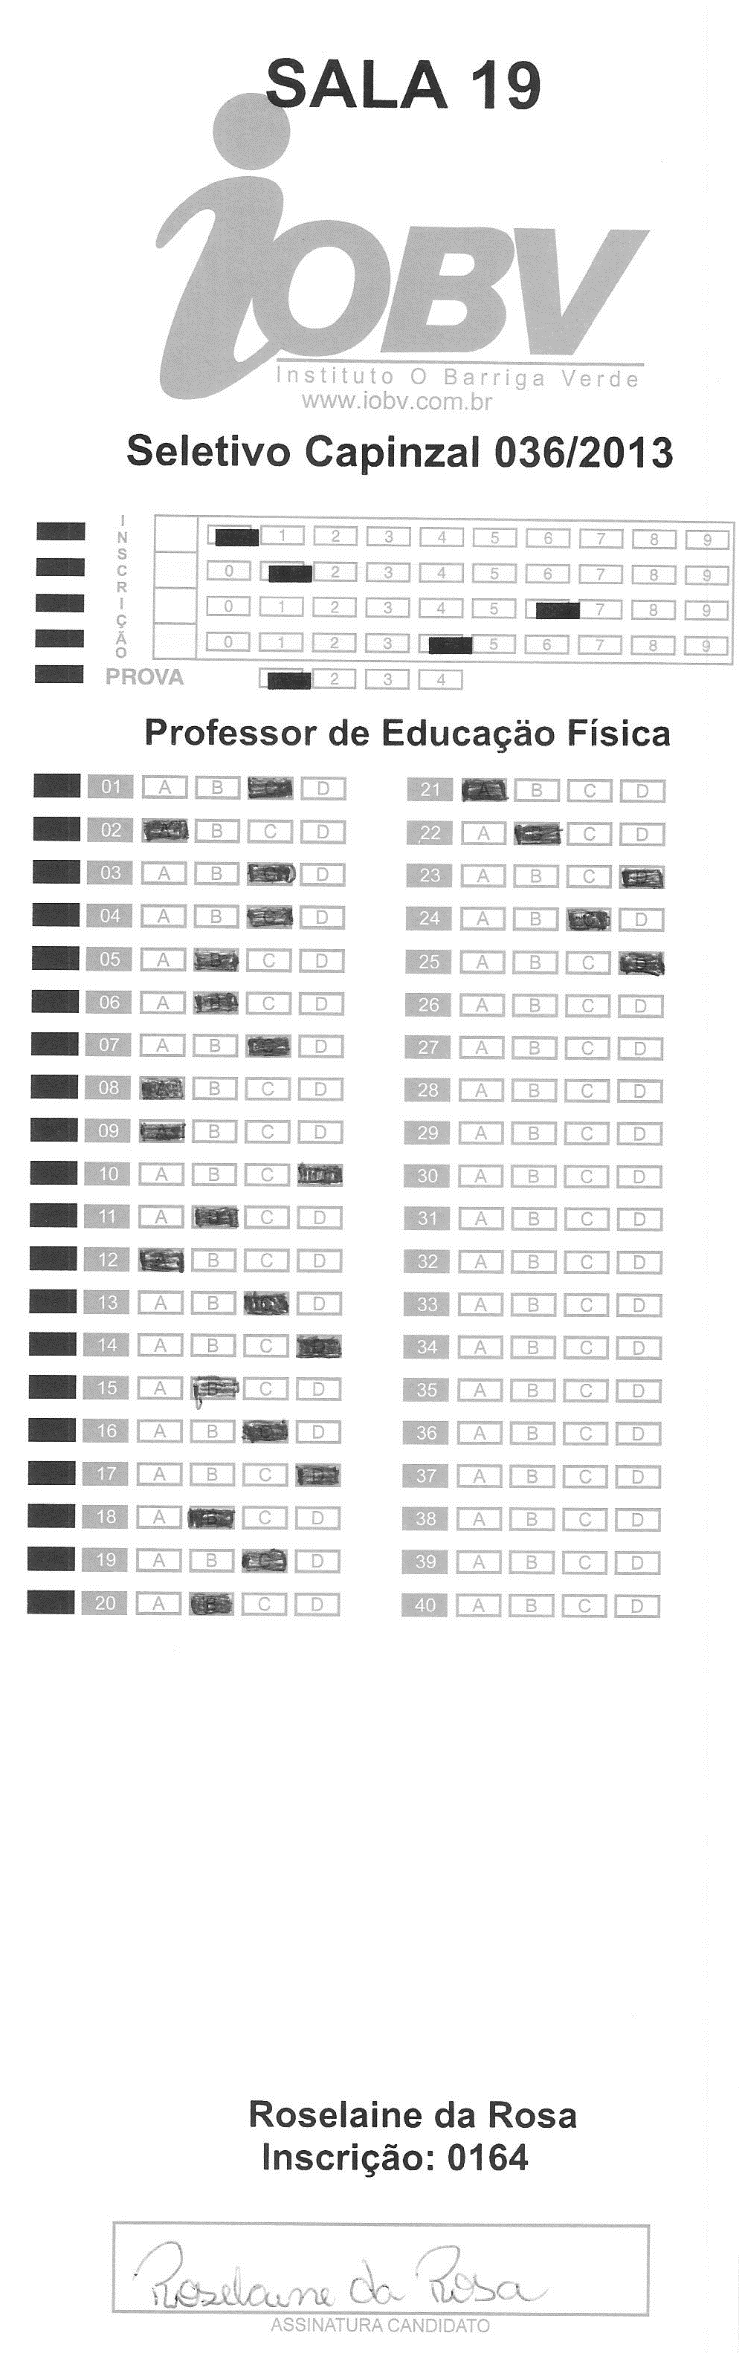 SALA 19
iOBV
Instituto O Barriga Verde
www.iobv.com.br
Seletivo Capinzal 036/2013
INSCRIÇÃO
1 2 3 4 5 6 7 8 9
0 2 3 4 5 6 7 8 9
0 1 2 3 4 5 7 8 9
0 1 2 3 5 6 7 8 9
PROVA 2 3 4
Professor de Educação Física
01 A B C D 21 A B C D
02 A B C D 22 A C D
03 A B D 23 A B C
04 A B C D 24 A B C D
05 A B C D 25 A B C D
06 A B C D 26 A B C D
07 A B C D 27 A B C D
08 A B C D 28 A B C D
09 A B C D 29 A B C D
10 A B C D 30 A B C D
11 A B C D 31 A B C D
12 A B C D 32 A B C D
13 A B C D 33 A B C D
14 A B C 34 A B C D
15 A B C D 35 A B C D
16 A B C D 36 A B C D
17 A B C 37 A B C D
18 A C D 38 A B C D
19 A B C D 39 A B C D
20 A B C D 40 A B C D
Roselaine da Rosa
Inscrição: 0164
Roselaine da Rosa
ASSINATURA CANDIDATO